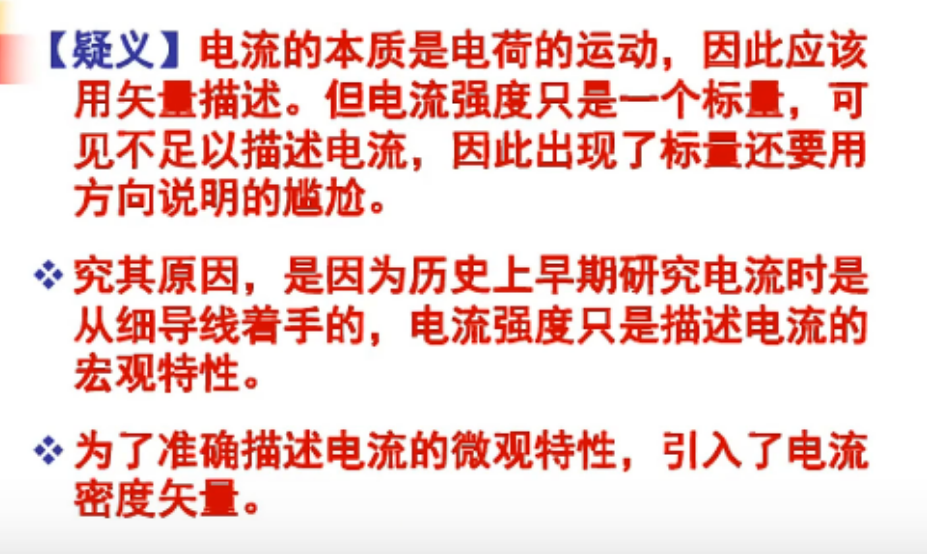 【疑义】电流的本质是电荷的运动，因此应该
用矢量描述。但电流强度只是一个标量，可
见不足以描述电流，因此出现了标量还要用
方向说明的尴尬。
❖ 究其原因，是因为历史上早期研究电流时是
从细导线着手的，电流强度只是描述电流的
宏观特性。
❖ 为了准确描述电流的微观特性，引入了电流
密度矢量。